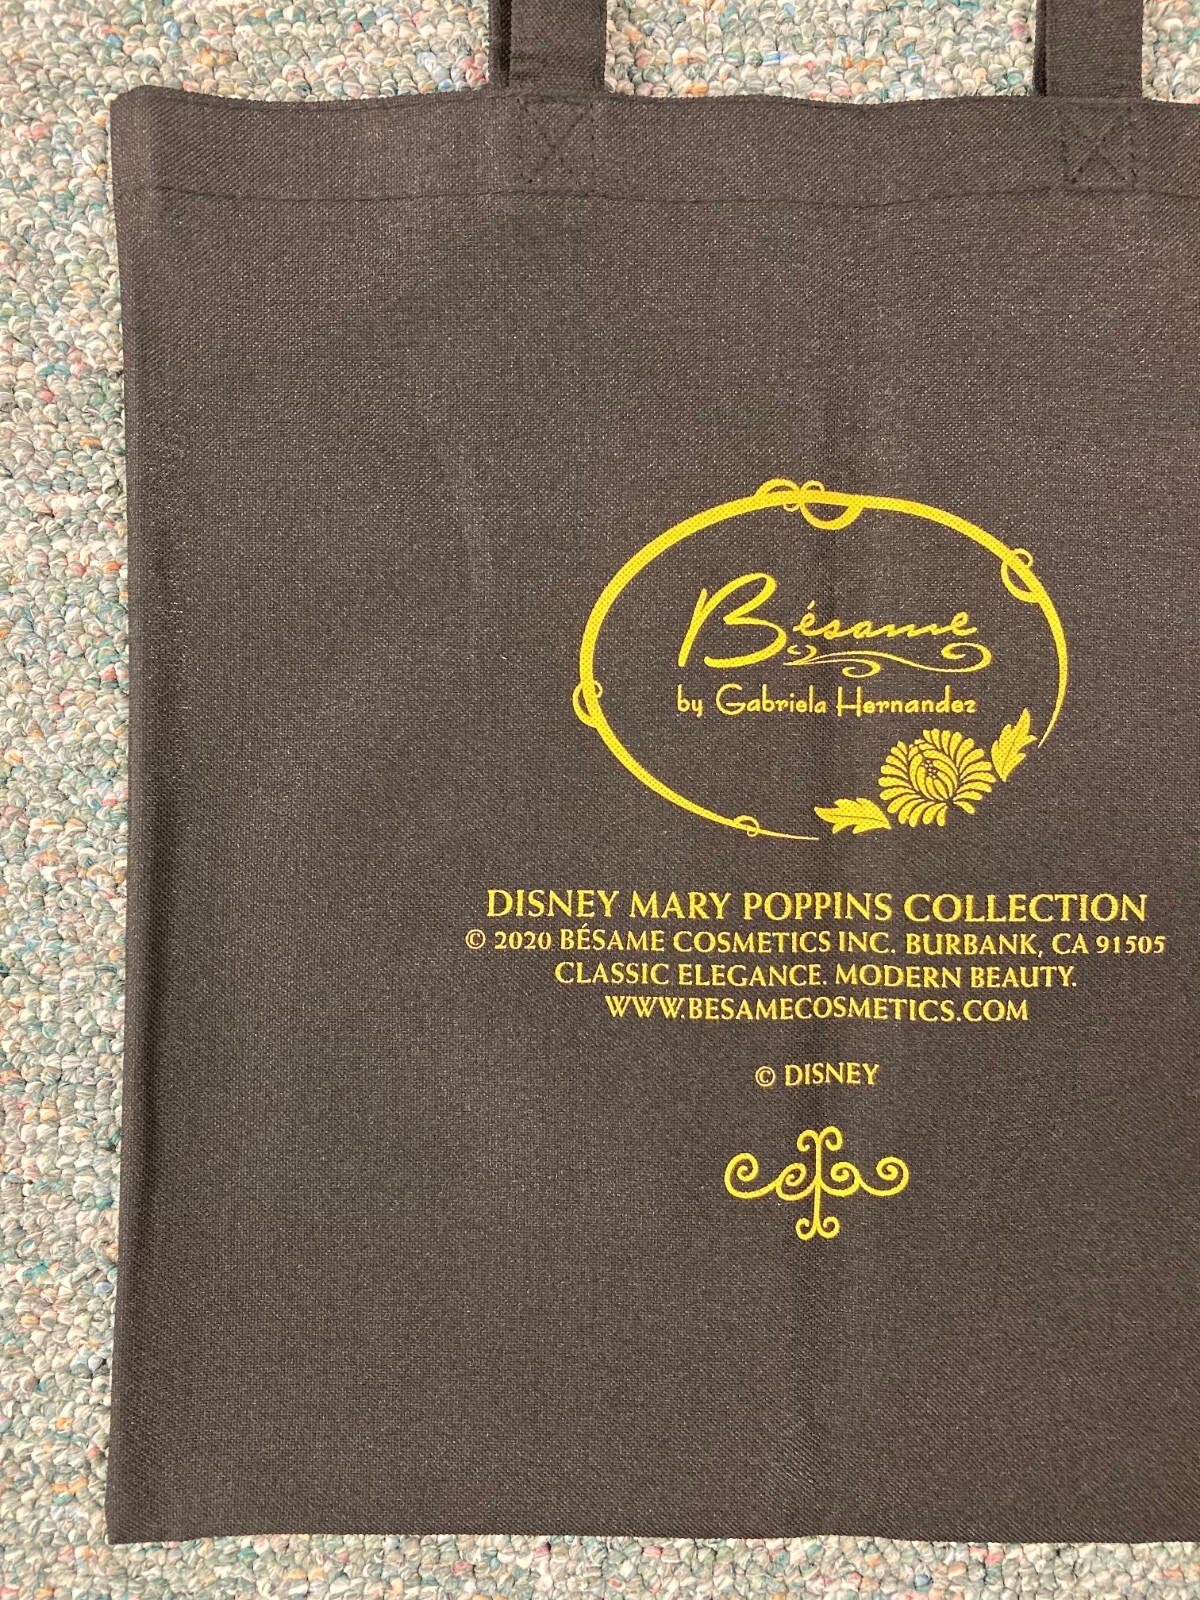 Bésame
by Gabriela Hernandez
DISNEY MARY POPPINS COLLECTION
© 2020 BÉSAME COSMETICS INC. BURBANK, CA 91505
CLASSIC ELEGANCE. MODERN BEAUTY.
WWW.BESAMECOSMETICS.COM
© DISNEY